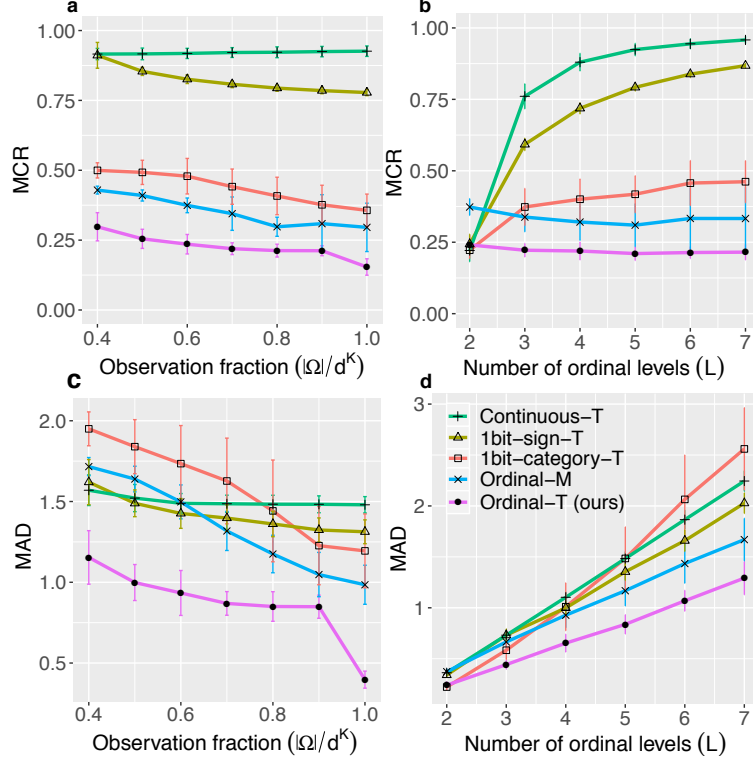 a
MCR
1.00
0.75
0.50
0.25
0.00
0.4 0.6 0.8 1.0
Observation fraction (|Ω|/d^K)
b
MCR
1.00
0.75
0.50
0.25
0.00
2 3 4 5 6 7
Number of ordinal levels (L)
c
MAD
2.0
1.5
1.0
0.5
0.4 0.6 0.8 1.0
Observation fraction (|Ω|/d^K)
d
MAD
3
2
1
Continuous-T
1bit-sign-T
1bit-category-T
Ordinal-M
Ordinal-T (ours)
2 3 4 5 6 7
Number of ordinal levels (L)